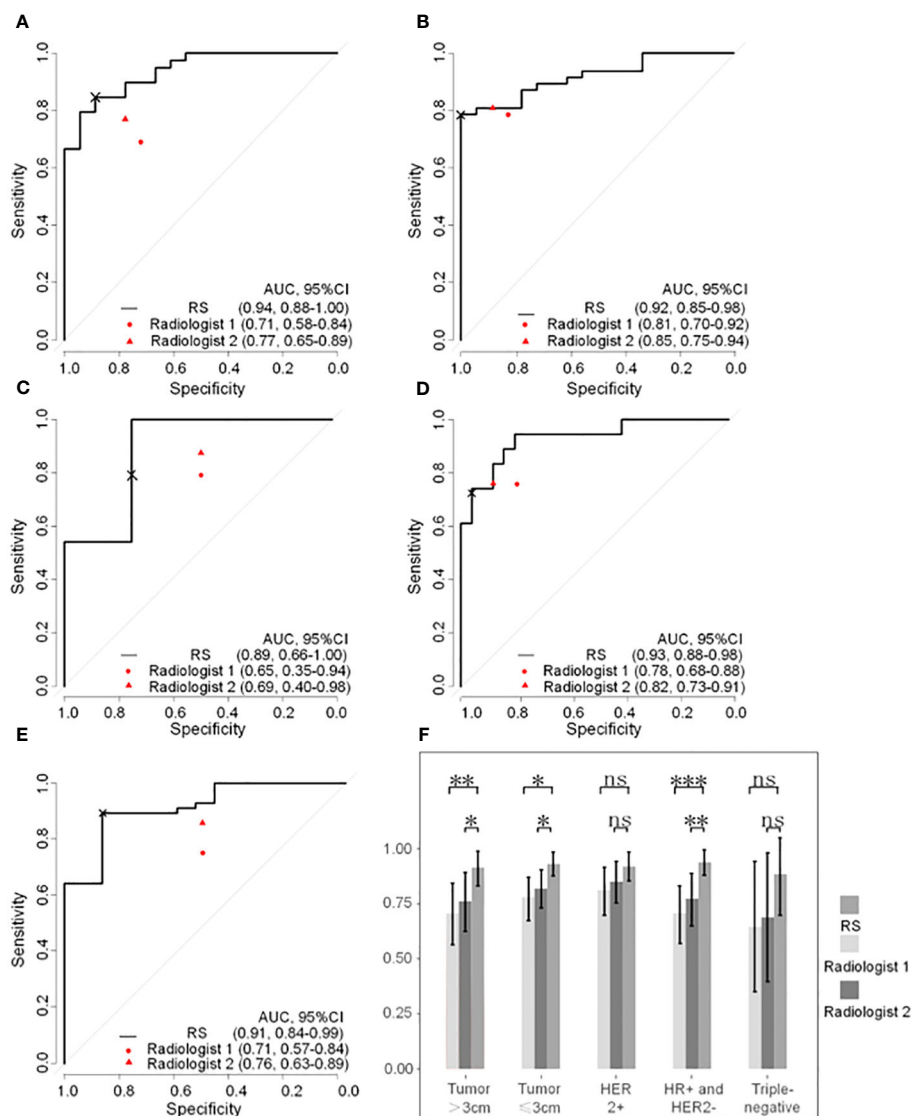 A
1.0
0.8
0.6
0.4
0.2
0.0
Sensitivity
AUC, 95%CI
RS (0.94, 0.88-1.00)
Radiologist 1 (0.71, 0.58-0.84)
Radiologist 2 (0.77, 0.65-0.89)
1.0 0.8 0.6 0.4 0.2 0.0
Specificity
B
1.0
0.8
0.6
0.4
0.2
0.0
Sensitivity
AUC, 95%CI
RS (0.92, 0.85-0.98)
Radiologist 1 (0.81, 0.70-0.92)
Radiologist 2 (0.85, 0.75-0.94)
1.0 0.8 0.6 0.4 0.2 0.0
Specificity
C
1.0
0.8
0.6
0.4
0.2
0.0
Sensitivity
AUC, 95%CI
RS (0.89, 0.66-1.00)
Radiologist 1 (0.65, 0.35-0.94)
Radiologist 2 (0.69, 0.40-0.98)
1.0 0.8 0.6 0.4 0.2 0.0
Specificity
D
1.0
0.8
0.6
0.4
0.2
0.0
Sensitivity
AUC, 95%CI
RS (0.93, 0.88-0.98)
Radiologist 1 (0.78, 0.68-0.88)
Radiologist 2 (0.82, 0.73-0.91)
1.0 0.8 0.6 0.4 0.2 0.0
Specificity
E
1.0
0.8
0.6
0.4
0.2
0.0
Sensitivity
AUC, 95%CI
RS (0.91, 0.84-0.99)
Radiologist 1 (0.71, 0.57-0.84)
Radiologist 2 (0.76, 0.63-0.89)
1.0 0.8 0.6 0.4 0.2 0.0
Specificity
F
** * ns *** ns
* * ns ** ns
1.00
0.75
0.50
0.25
0.00
Tumor Tumor HER HR+ and Triple-
>3cm ≤3cm 2+ HER2- negative
RS
Radiologist 1
Radiologist 2